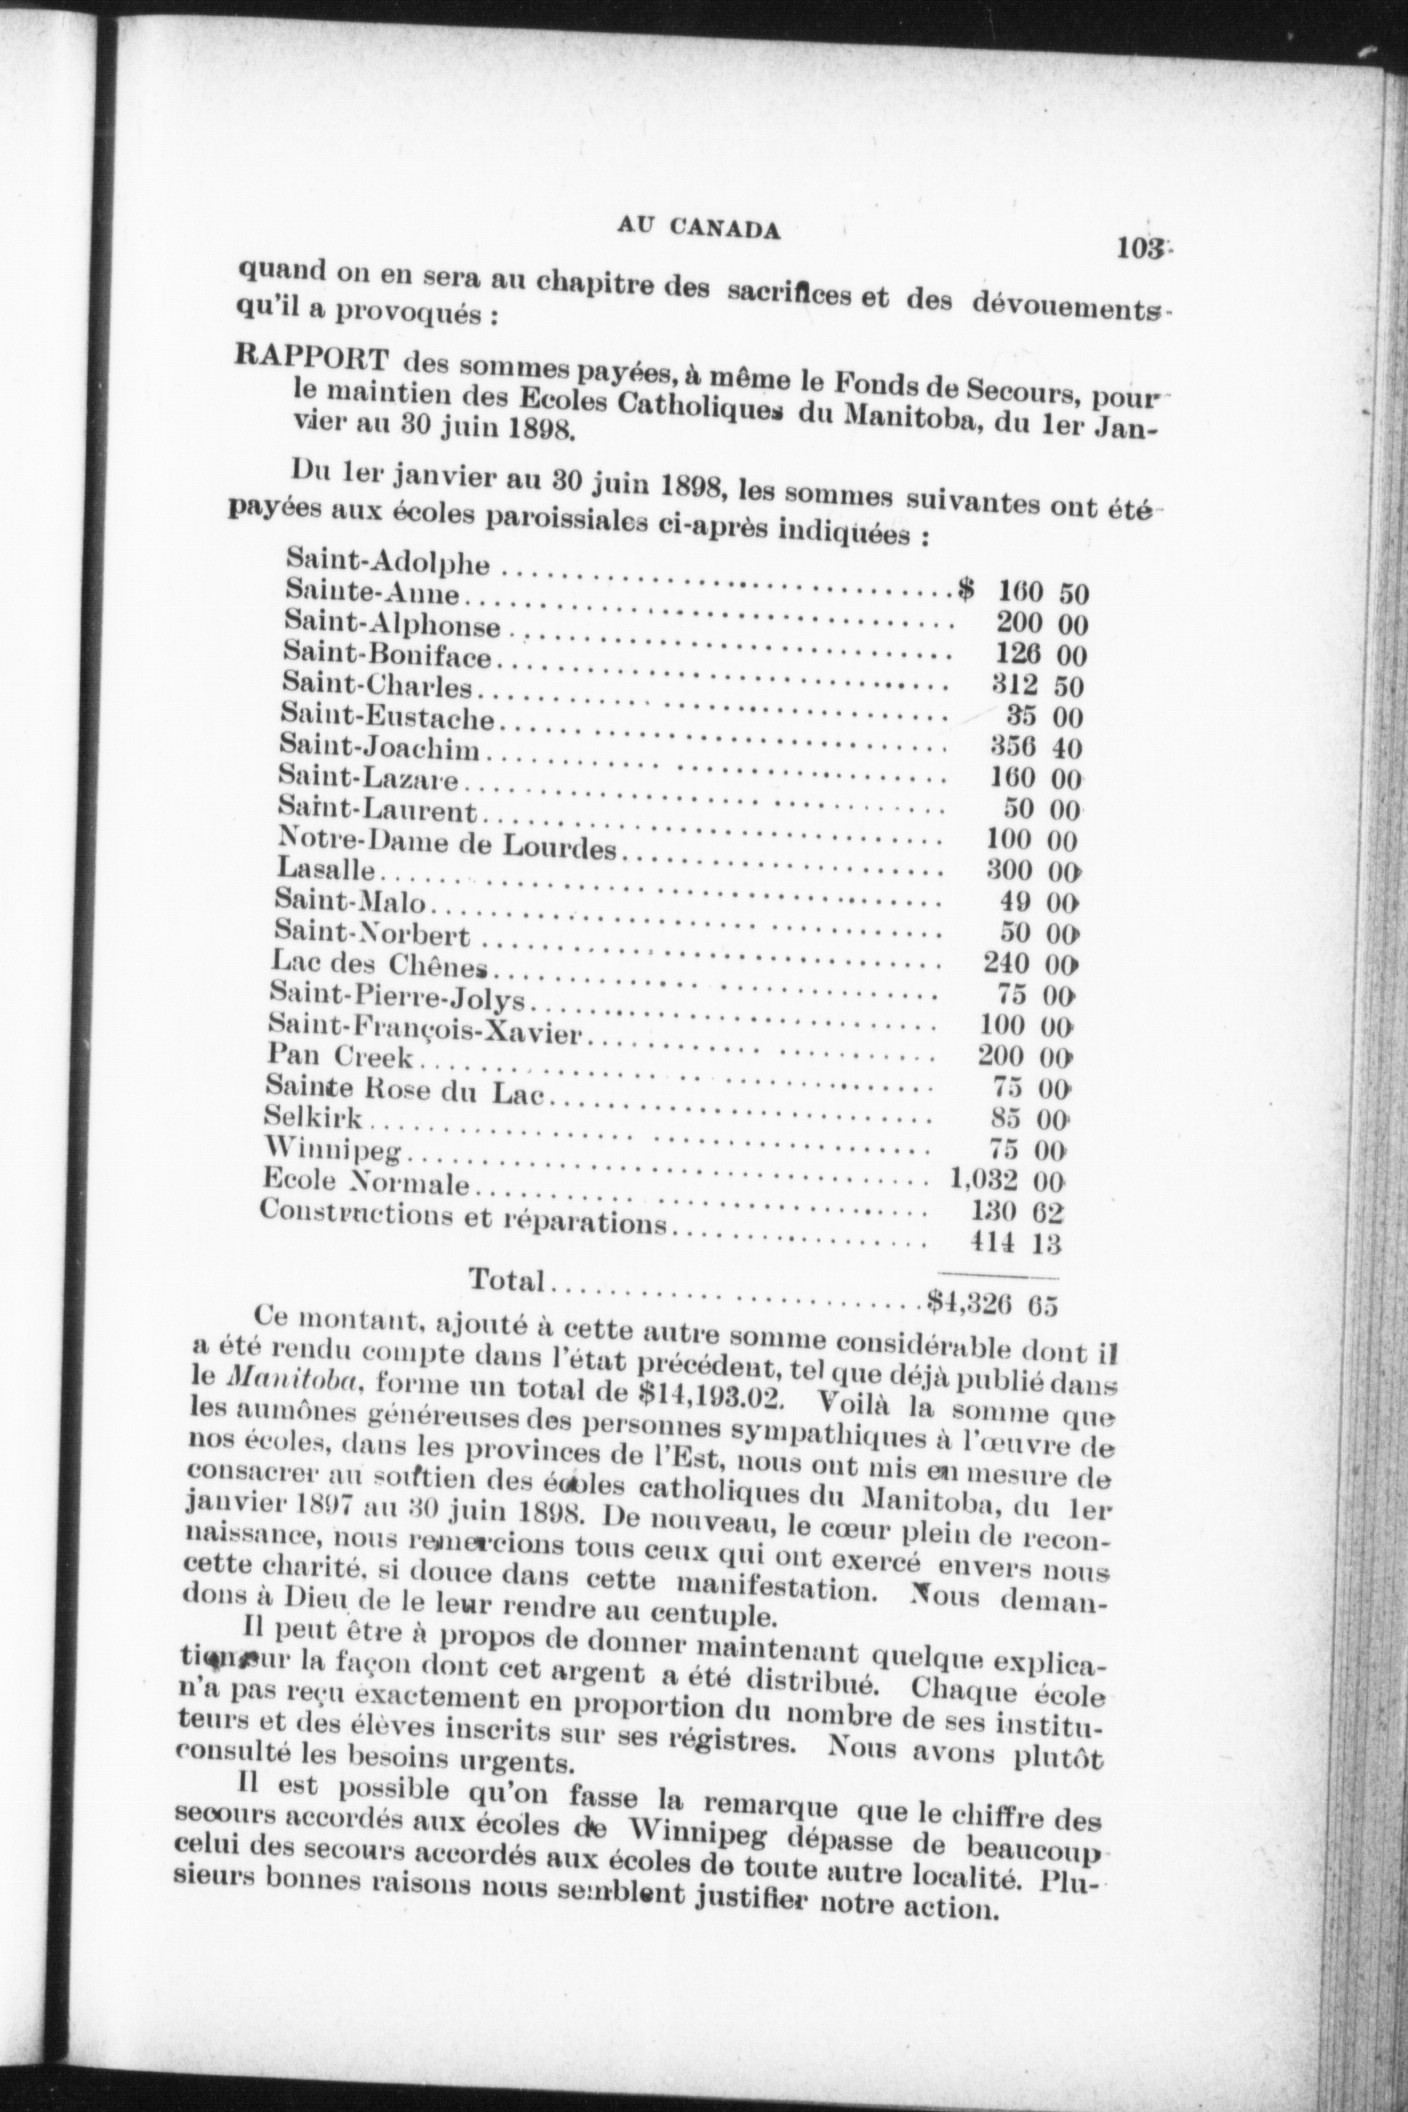 AU CANADA
103
quand on en sera au chapitre des sacrifices et des dévouements
qu'il a provoqués :
RAPPORT des sommes payées, à même le Fonds de Secours, pour
le maintien des Ecoles Catholiques du Manitoba, du 1er Jan-
vier au 30 juin 1898.
Du 1er janvier au 30 juin 1898, les sommes suivantes ont été
payées aux écoles paroissiales ci-après indiquées :
Saint-Adolphe ..............................$ 160 50
Sainte-Anne................................. 200 00
Saint-Alphonse .............................. 126 00
Saint-Boniface.............................. 312 50
Saint-Charles............................... 35 00
Saint-Eustache.............................. 356 40
Saint-Joachim............................... 160 00
Saint-Lazare................................ 50 00
Saint-Laurent............................... 100 00
Notre-Dame de Lourdes...................... 300 00
Lasalle..................................... 49 00
Saint-Malo.................................. 50 00
Saint-Norbert ............................... 240 00
Lac des Chênes.............................. 75 00
Saint-Pierre-Jolys........................... 100 00
Saint-François-Xavier........................ 200 00
Pan Creek................................... 75 00
Sainte Rose du Lac.......................... 85 00
Selkirk..................................... 75 00
Winnipeg................................... 1,032 00
Ecole Normale............................... 130 62
Constructions et réparations.................. 414 13
Total.........................$4,326 65
Ce montant, ajouté à cette autre somme considérable dont il
a été rendu compte dans l'état précédent, tel que déjà publié dans
le Manitoba, forme un total de $14,193.02. Voilà la somme que
les aumônes généreuses des personnes sympathiques à l'œuvre de
nos écoles, dans les provinces de l'Est, nous ont mis en mesure de
consacrer au soutien des écoles catholiques du Manitoba, du 1er
janvier 1897 au 30 juin 1898. De nouveau, le cœur plein de recon-
naissance, nous remercions tous ceux qui ont exercé envers nous
cette charité, si douce dans cette manifestation. Nous deman-
dons à Dieu de le leur rendre au centuple.
Il peut être à propos de donner maintenant quelque explica-
tion sur la façon dont cet argent a été distribué. Chaque école
n'a pas reçu exactement en proportion du nombre de ses institu-
teurs et des élèves inscrits sur ses régistres. Nous avons plutôt
consulté les besoins urgents.
Il est possible qu'on fasse la remarque que le chiffre des
secours accordés aux écoles de Winnipeg dépasse de beaucoup
celui des secours accordés aux écoles de toute autre localité. Plu-
sieurs bonnes raisons nous semblent justifier notre action.